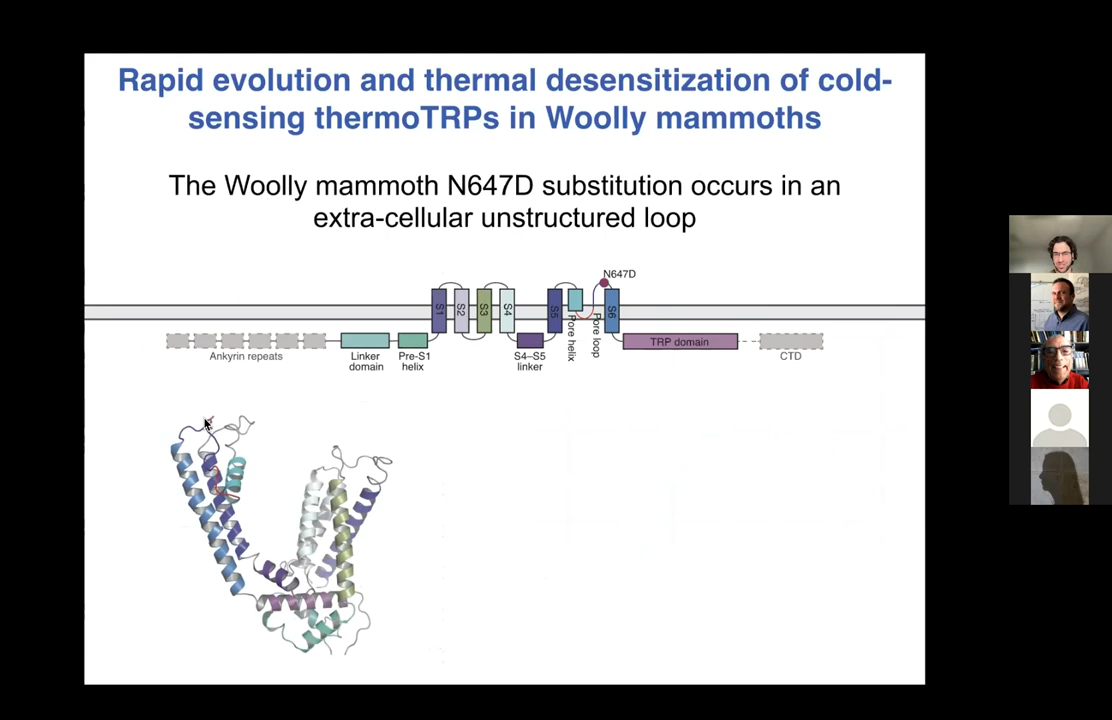 Rapid evolution and thermal desensitization of cold-
sensing thermoTRPs in Woolly mammoths
The Woolly mammoth N647D substitution occurs in an
extra-cellular unstructured loop
N647D
S1
S2
S3
S4
S5
Pore helix
Pore loop
S6
Ankyrin repeats
Linker
domain
Pre-S1
helix
S4–S5
linker
TRP domain
CTD